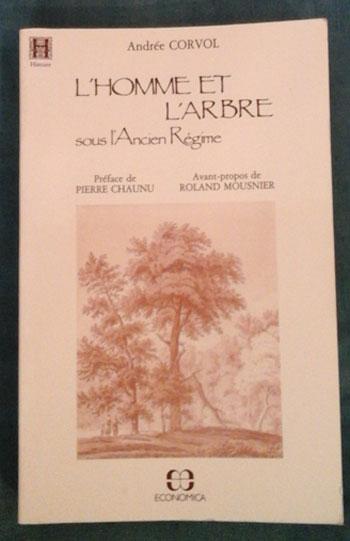 H
Histoire
Andrée CORVOL
L'HOMME ET
L'ARBRE
sous l'Ancien Régime
Préface de
PIERRE CHAUNU
Avant-propos de
ROLAND MOUSNIER
ECONOMICA